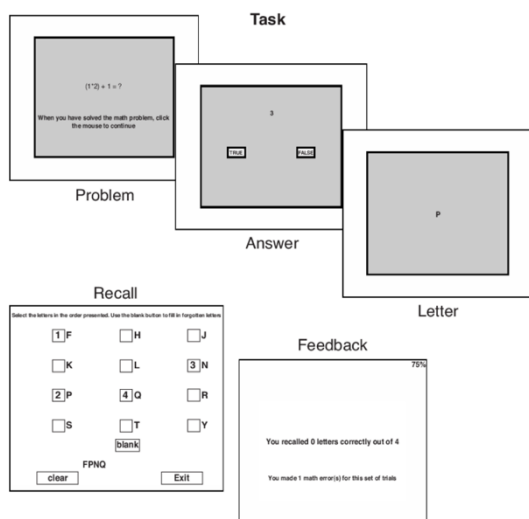 Task
(1*2) + 1 = ?
When you have solved the math problem, click
the mouse to continue
Problem
3
TRUE FALSE
Answer
P
Letter
Recall
Select the letters in the order presented. Use the blank button to fill in forgotten letters
1 F H J
K L 3 N
2 P 4 Q R
S T Y
blank
FPNQ
clear Exit
Feedback
75%
You recalled 0 letters correctly out of 4
You made 1 math error(s) for this set of trials